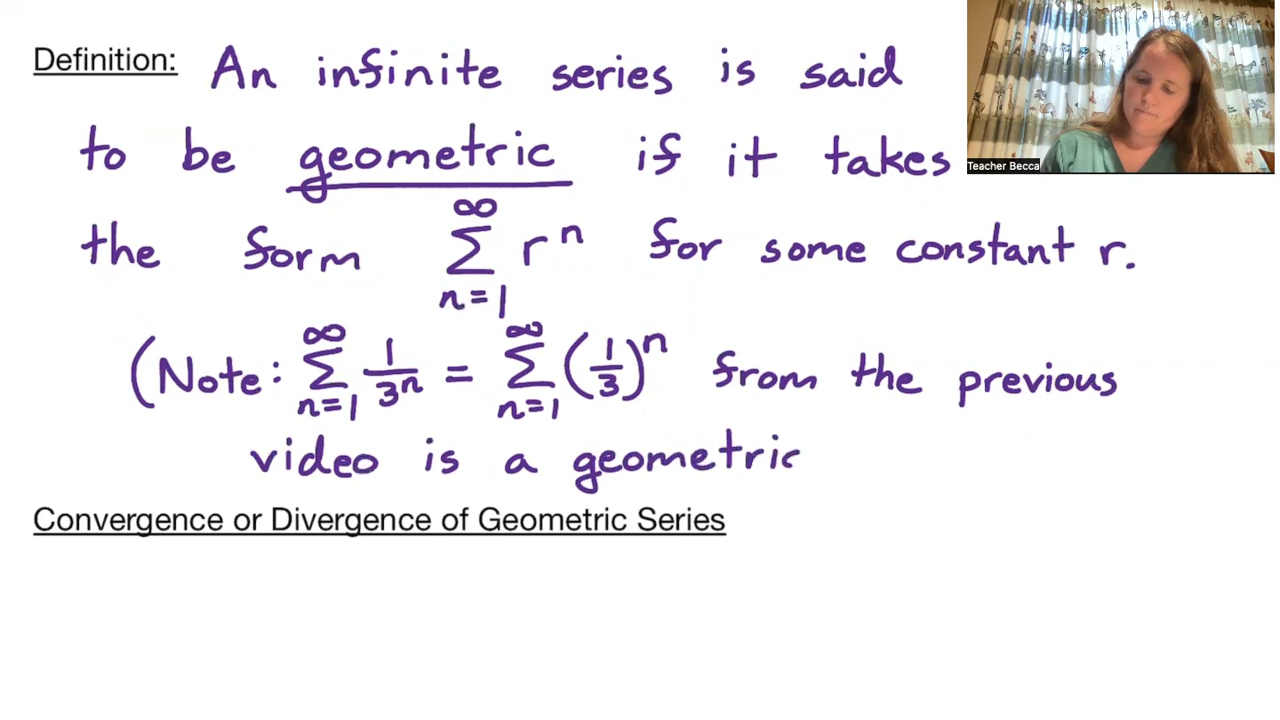 Definition: An infinite series is said
Teacher Becca
to be geometric if it takes
the form ∑_{n=1}^{∞} r^n for some constant r.
(Note: ∑_{n=1}^{∞} 1/3^n = ∑_{n=1}^{∞} (1/3)^n from the previous
video is a geometric
Convergence or Divergence of Geometric Series